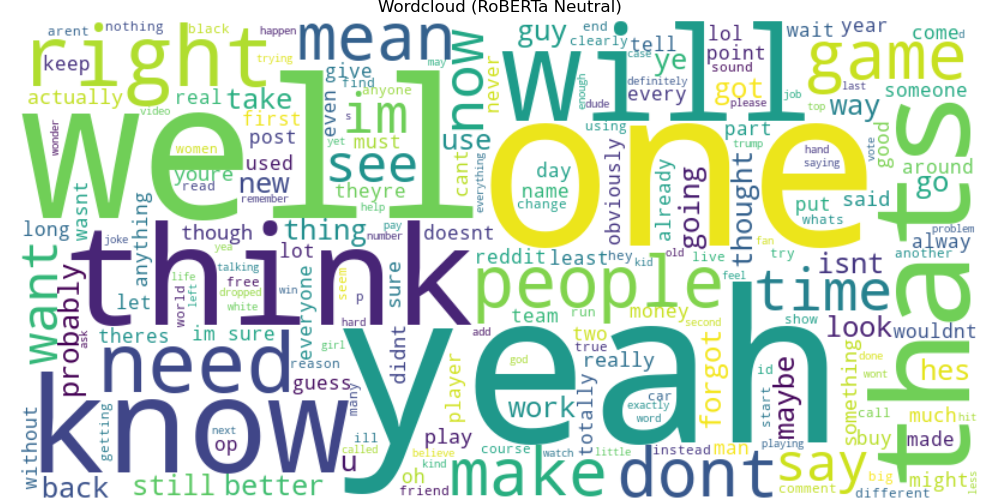 Wordcloud (RoBERTa Neutral)
arent
nothing
black
happen
mean
now
guy
end
clearly
tell
lol
wait
year
comed
right
keep
trying
may
never
will
case
ye
point
sound
game
actually
real
take
give
find
anyone
even
im
enough
definitely
every
got
please
job
way
top
last
someone
video
first
s
must
use
dude
using
part
trump
hand
saying
vote
good
thats
well
wonder
women
post
yet
see
cant
one
day
name
change
obviously
already
going
thought
around
go
youre
read
used
new
remember
theyre
help
everything
put
whats
said
long
wasnt
anything
though
thing
pay
number
doesnt
fan
alway
problem
joke
yea
lot
think
reddit
least
hey
kid
old
live
feel
try
isnt
another
want
probably
ask
let
life
world
left
talking
free
dropped
white
win
everyone
seem
p
sure
people
time
theres
im sure
hard
team
run
money
second
show
look
wouldnt
need
reason
girl
didnt
yeah
add
two
true
god
really
id
car
start
maybe
something
done
wont
hes
know
guess
many
player
work
totally
exactly
word
forgot
playing
call
buy
much
made
hit
without
getting
next
op
u
ill
called
play
believe
kind
course
watch
little
instead
man
say
big
might
less
back
still
better
oh
friend
make
dont
comment
different